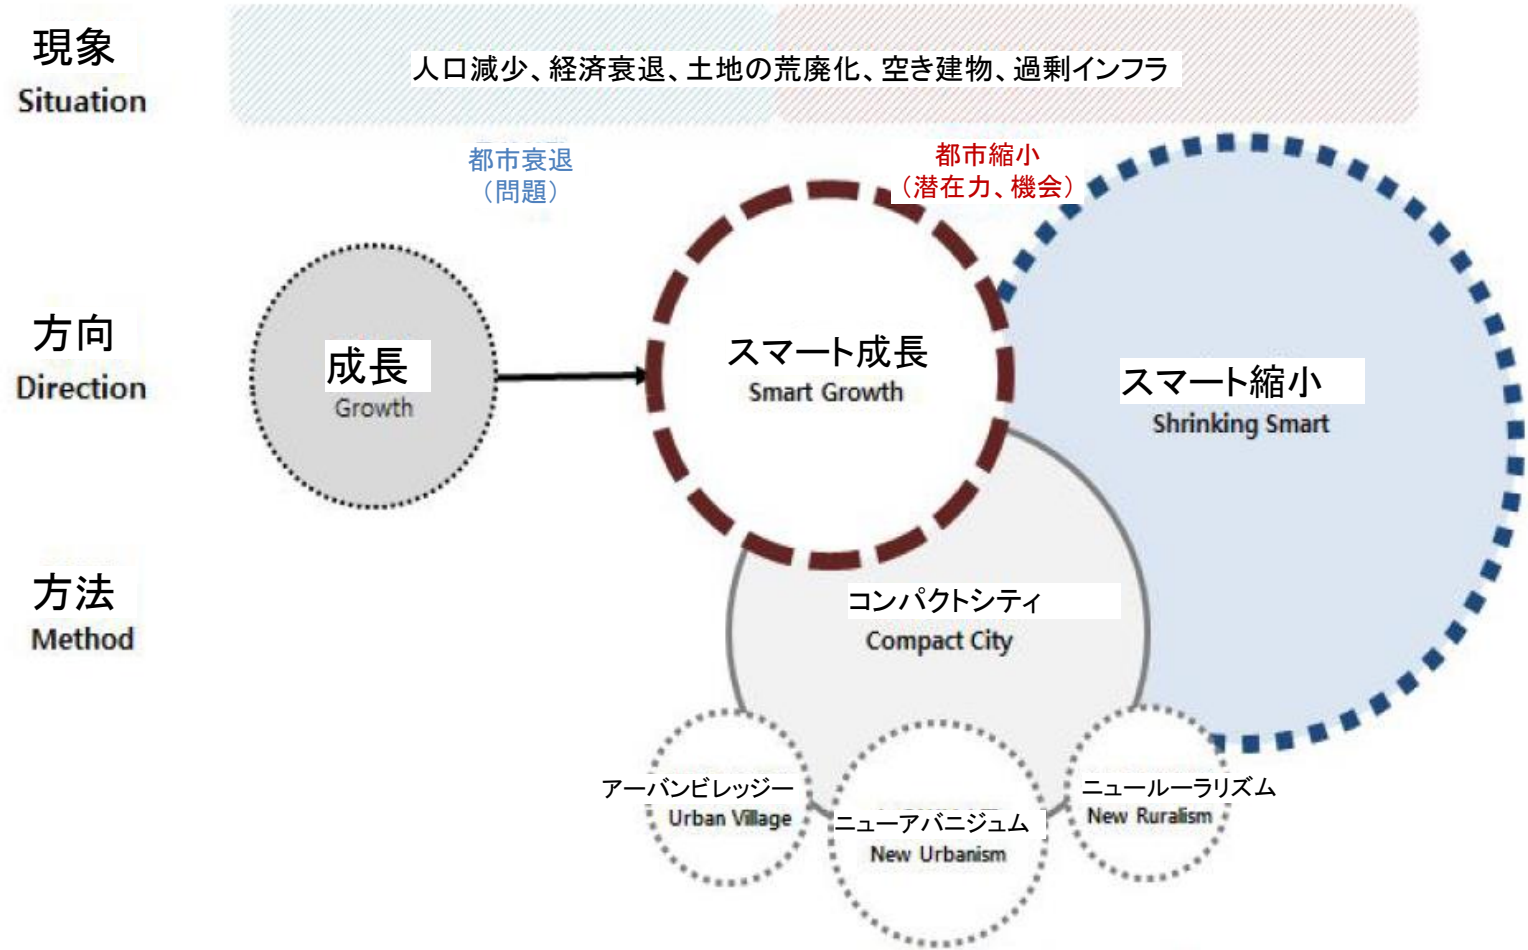 現象
Situation
人口減少、経済衰退、土地の荒廃化、空き建物、過剰インフラ
都市衰退
（問題）
都市縮小
（潜在力、機会）
方向
Direction
成長
Growth
スマート成長
Smart Growth
スマート縮小
Shrinking Smart
方法
Method
コンパクトシティ
Compact City
アーバンビレッジー
Urban Village
ニューアバニジュム
New Urbanism
ニュールーラリズム
New Ruralism